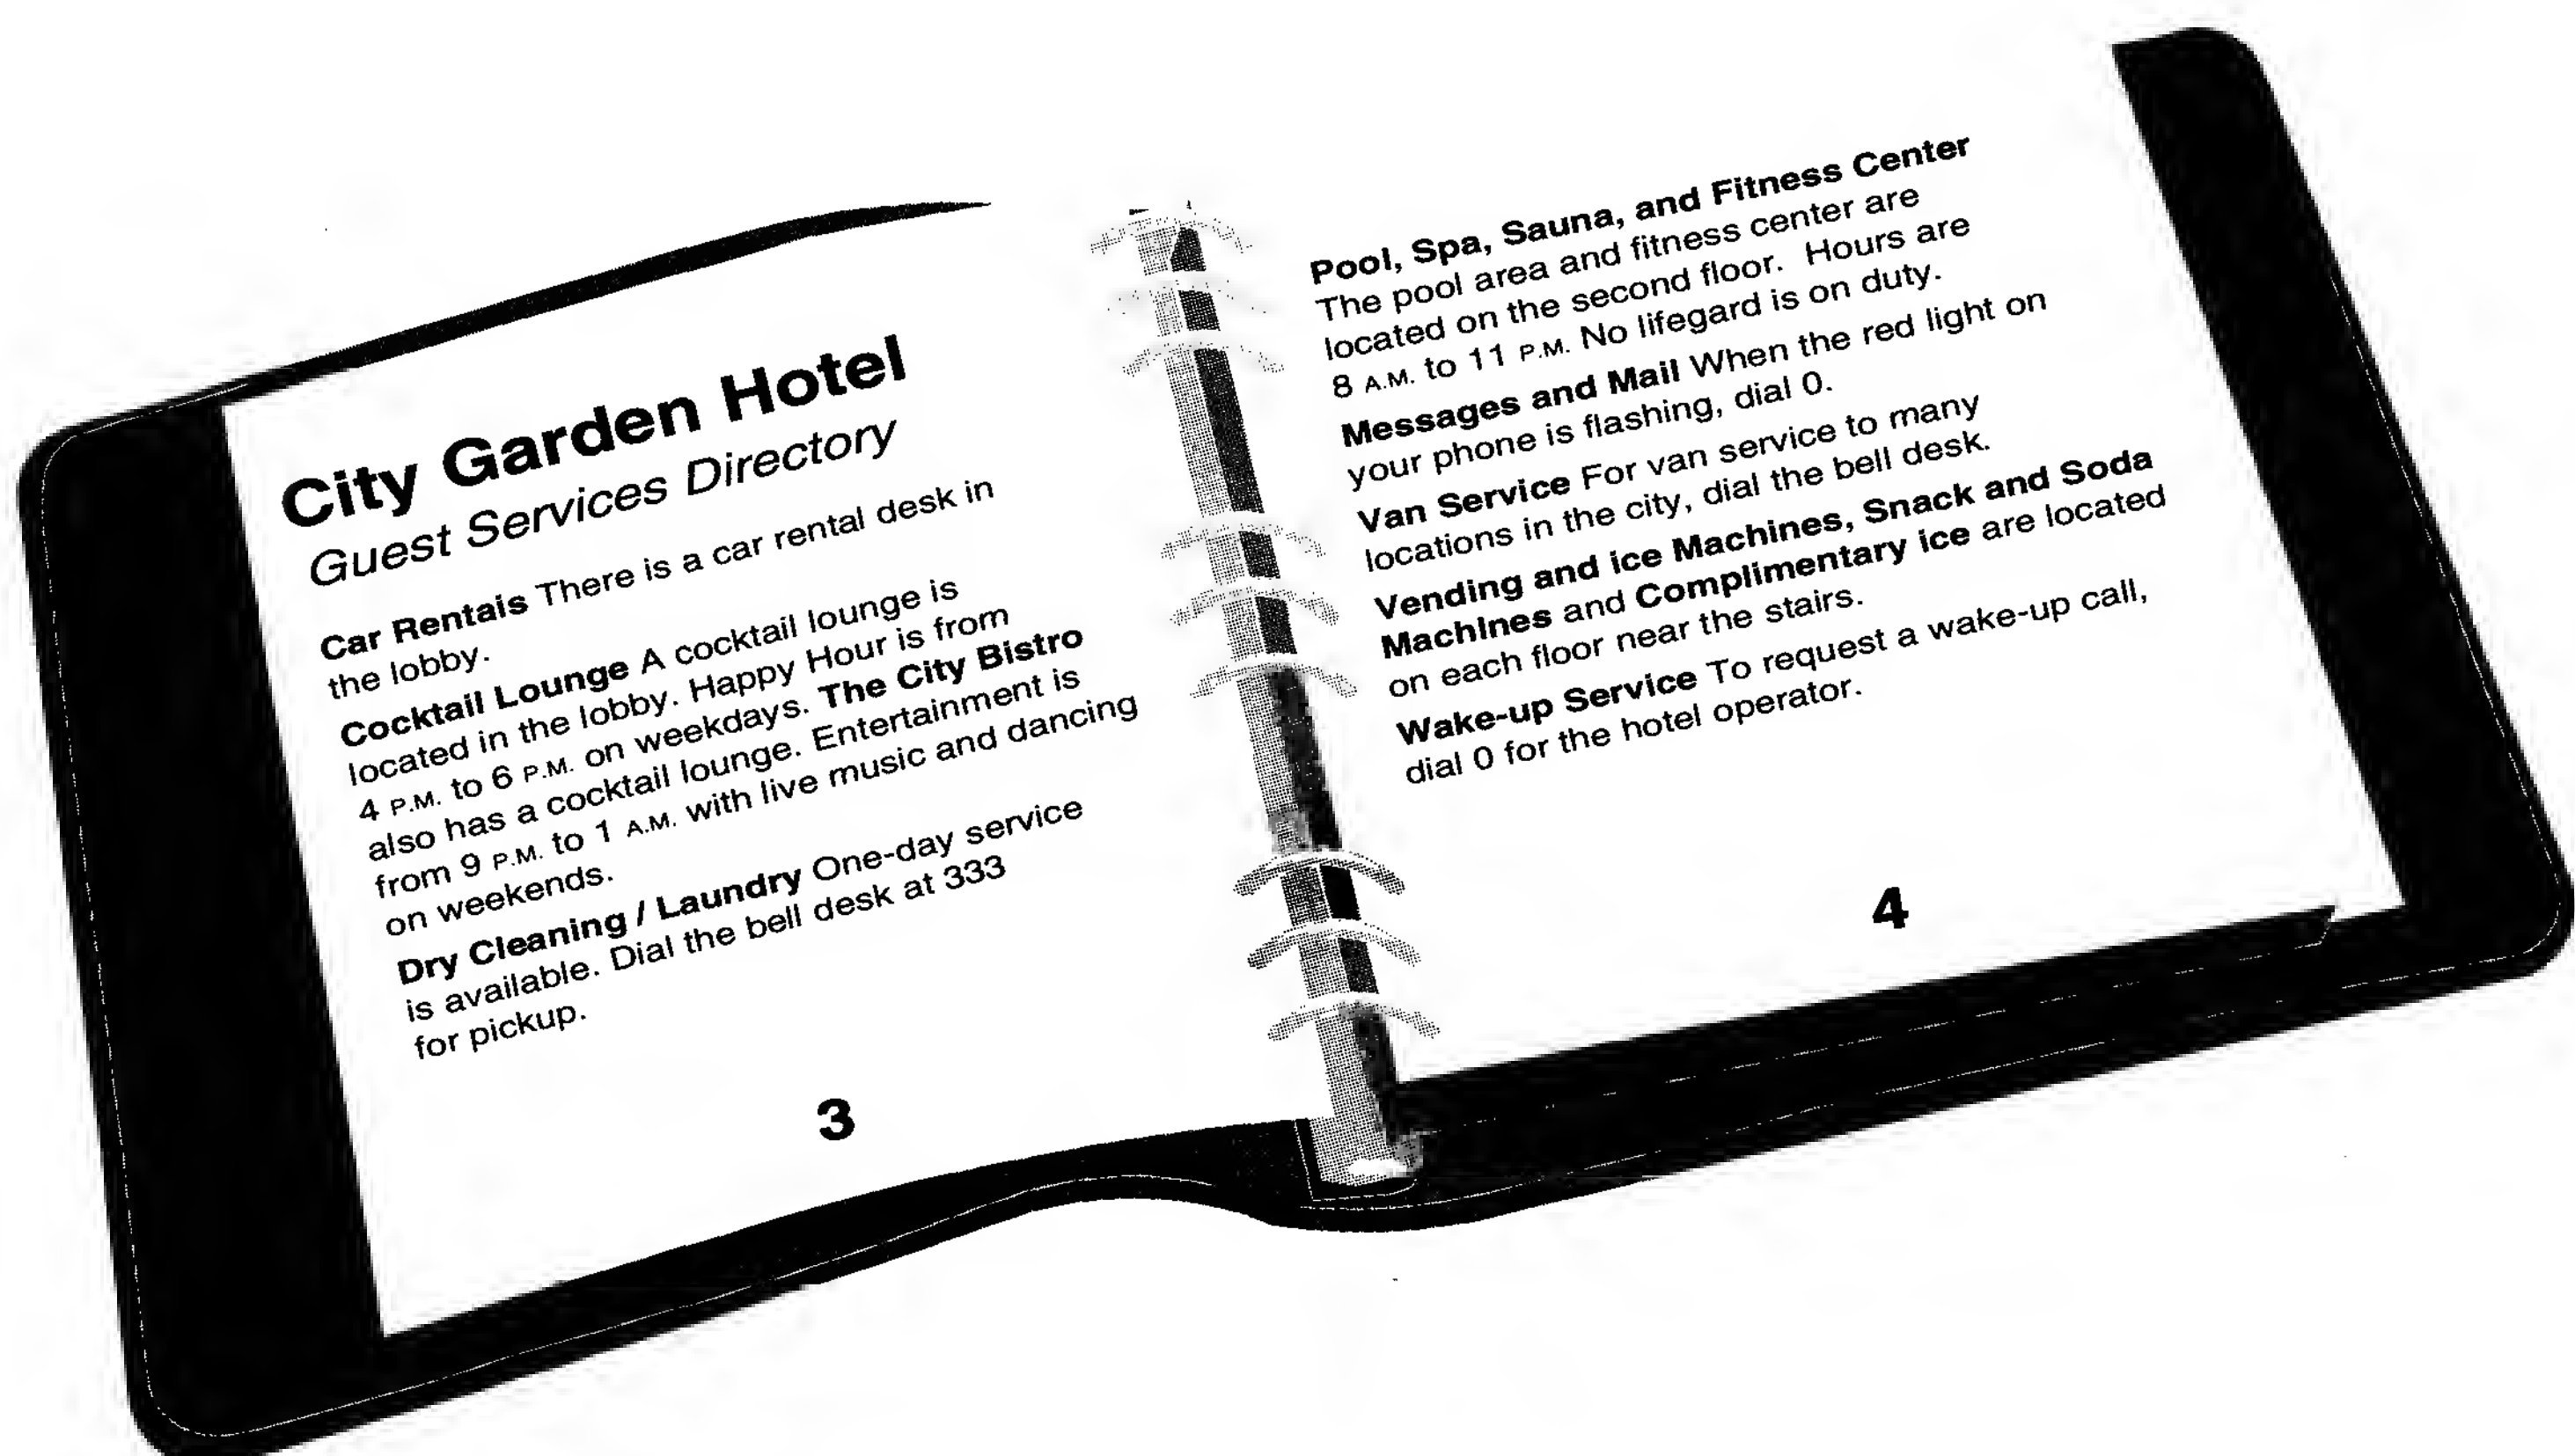 City Garden Hotel
Guest Services Directory
Car Rentais There is a car rental desk in
the lobby.
Cocktail Lounge A cocktail lounge is
located in the lobby. Happy Hour is from
4 P.M. to 6 P.M. on weekdays. The City Bistro
also has a cocktail lounge. Entertainment is
from 9 P.M. to 1 A.M. with live music and dancing
on weekends.
Dry Cleaning / Laundry One-day service
is available. Dial the bell desk at 333
for pickup.
3
Pool, Spa, Sauna, and Fitness Center
The pool area and fitness center are
located on the second floor. Hours are
8 A.M. to 11 P.M. No lifegard is on duty.
Messages and Mail When the red light on
your phone is flashing, dial 0.
Van Service For van service to many
locations in the city, dial the bell desk.
Vending and ice Machines, Snack and Soda
Machines and Complimentary ice are located
on each floor near the stairs.
Wake-up Service To request a wake-up call,
dial 0 for the hotel operator.
4